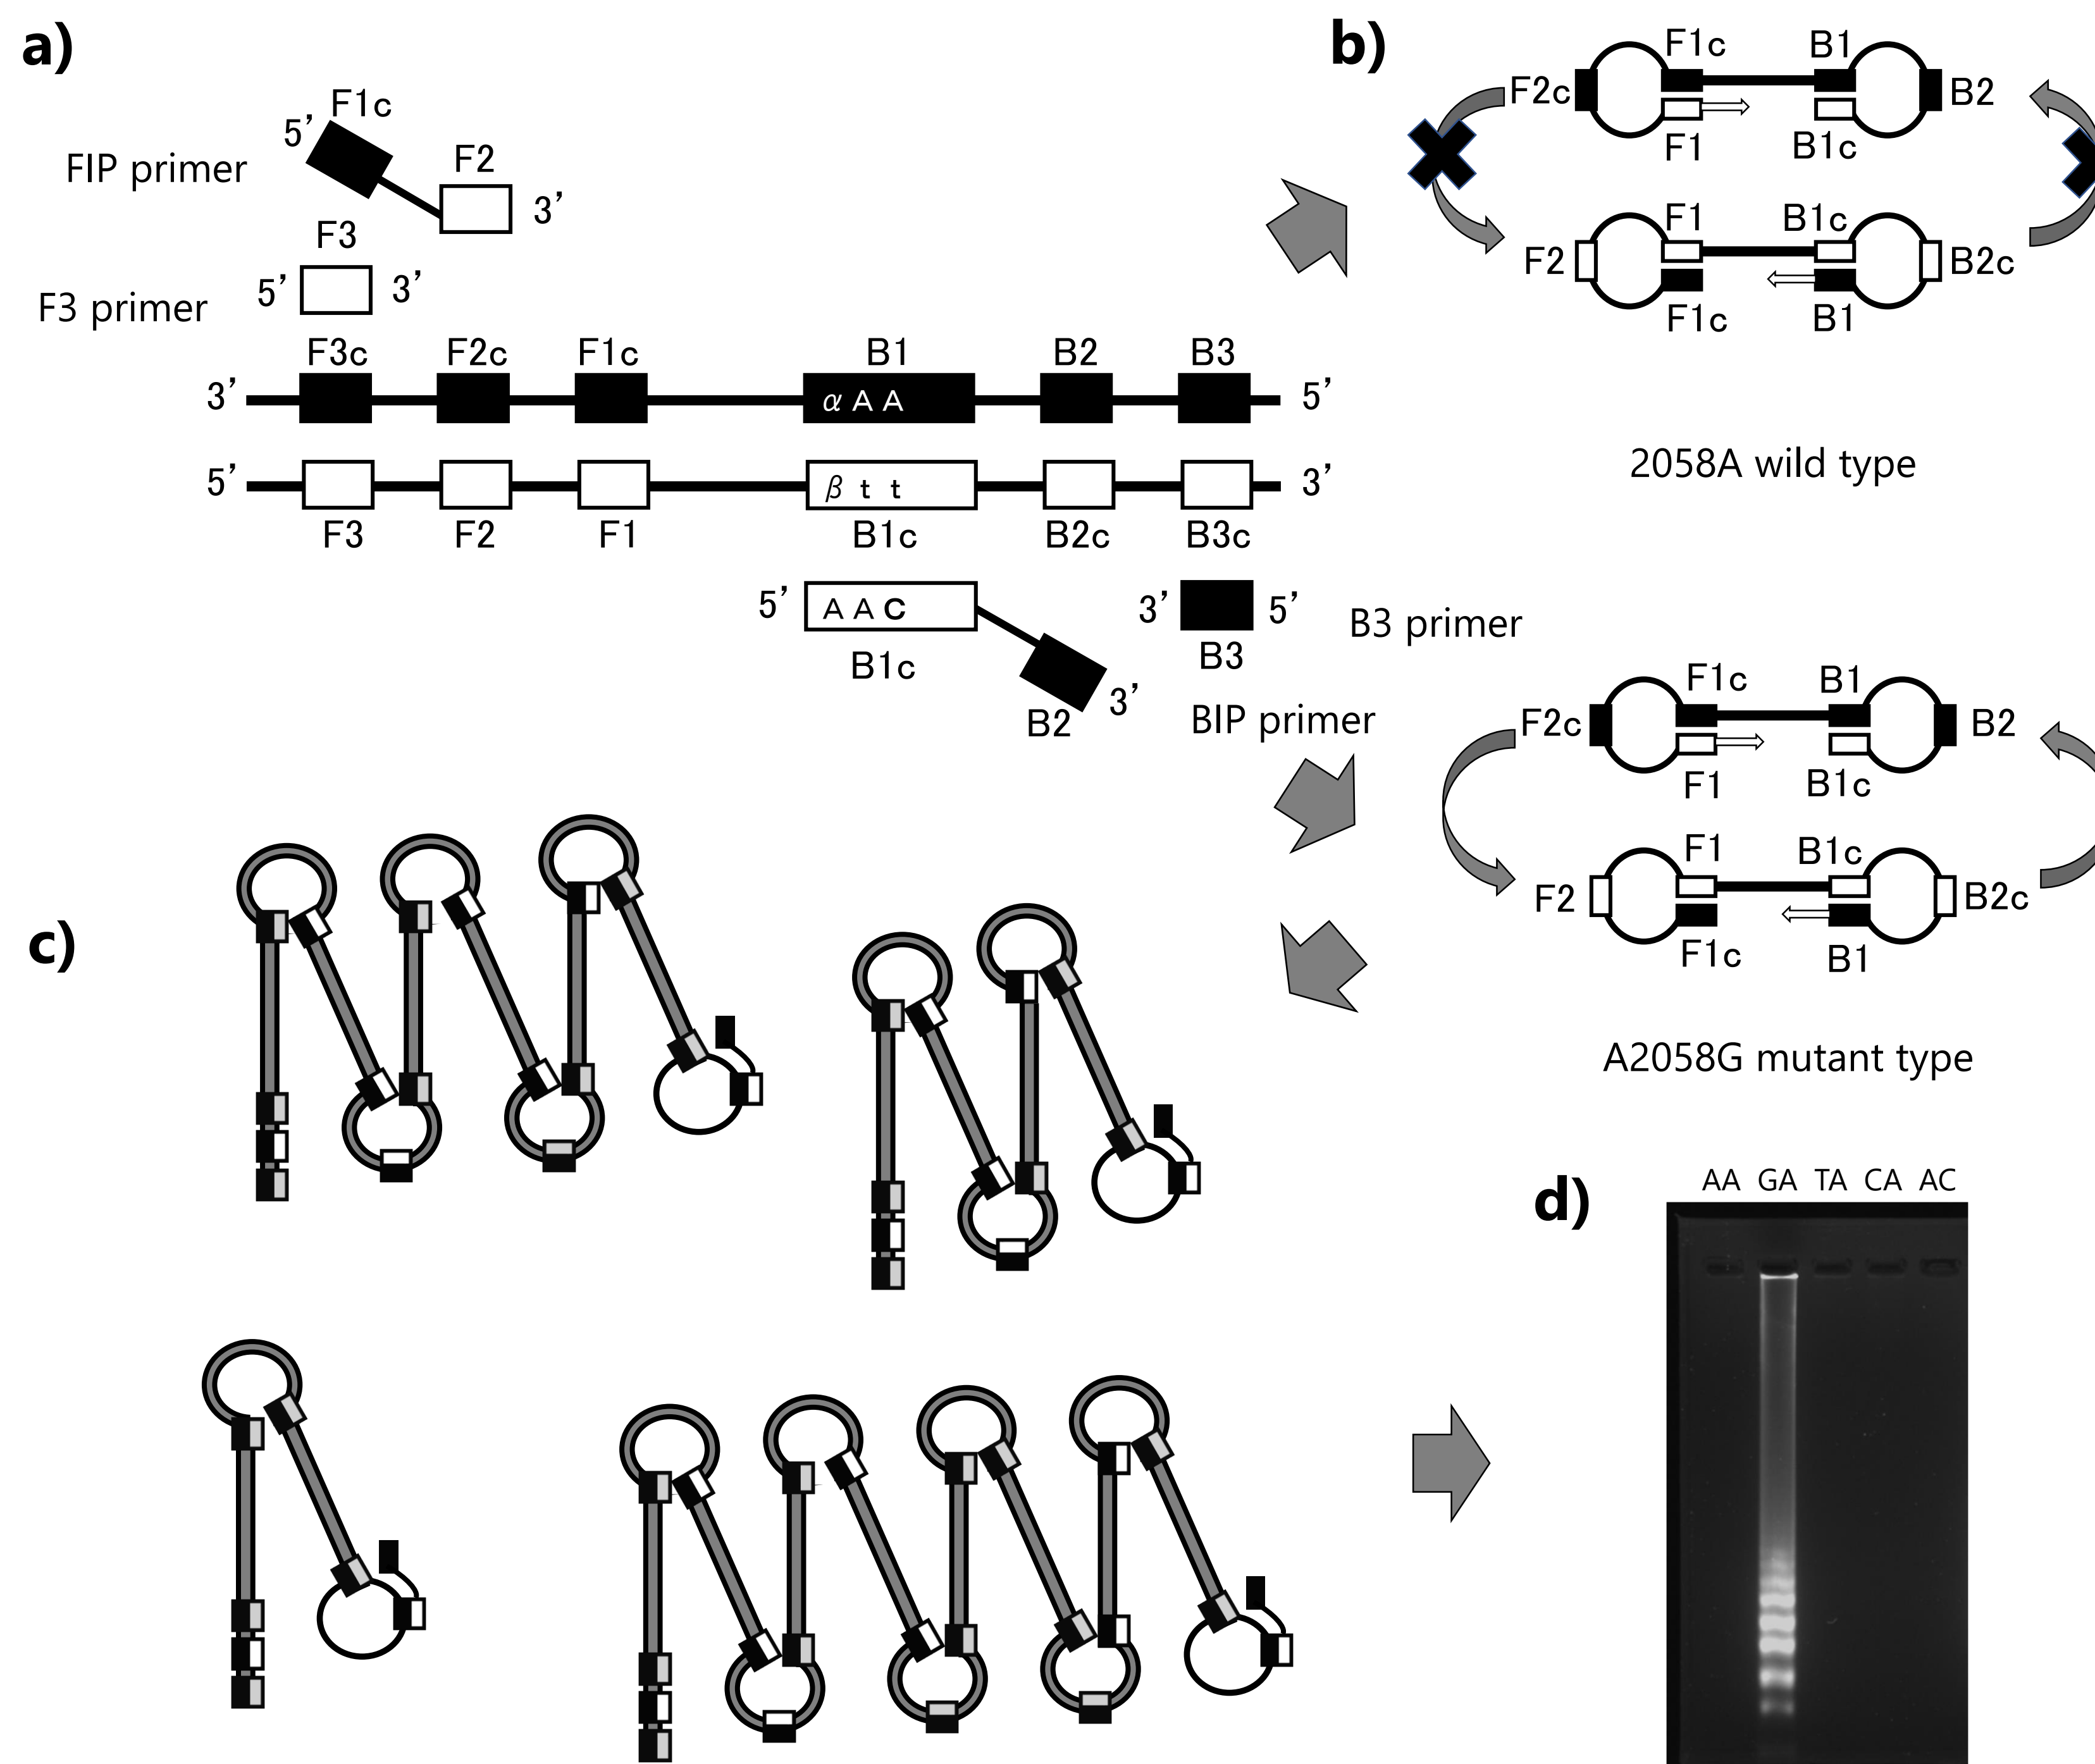 a)
F1c
5’
FIP primer
F2
3’
F3
5’
3’
F3 primer
F3c F2c F1c B1 B2 B3
3’ α A A 5’
5’ β t t 3’
F3 F2 F1 B1c B2c B3c
5’ A A C
B1c
B2
3’
3’ 5’
B3
B3 primer
BIP primer
b)
F1c B1
F2c B2
F1 B1c
F1 B1c
F2 B2c
F1c B1
2058A wild type
F1c B1
F2c B2
F1 B1c
F1 B1c
F2 B2c
F1c B1
A2058G mutant type
c)
d)
AA GA TA CA AC